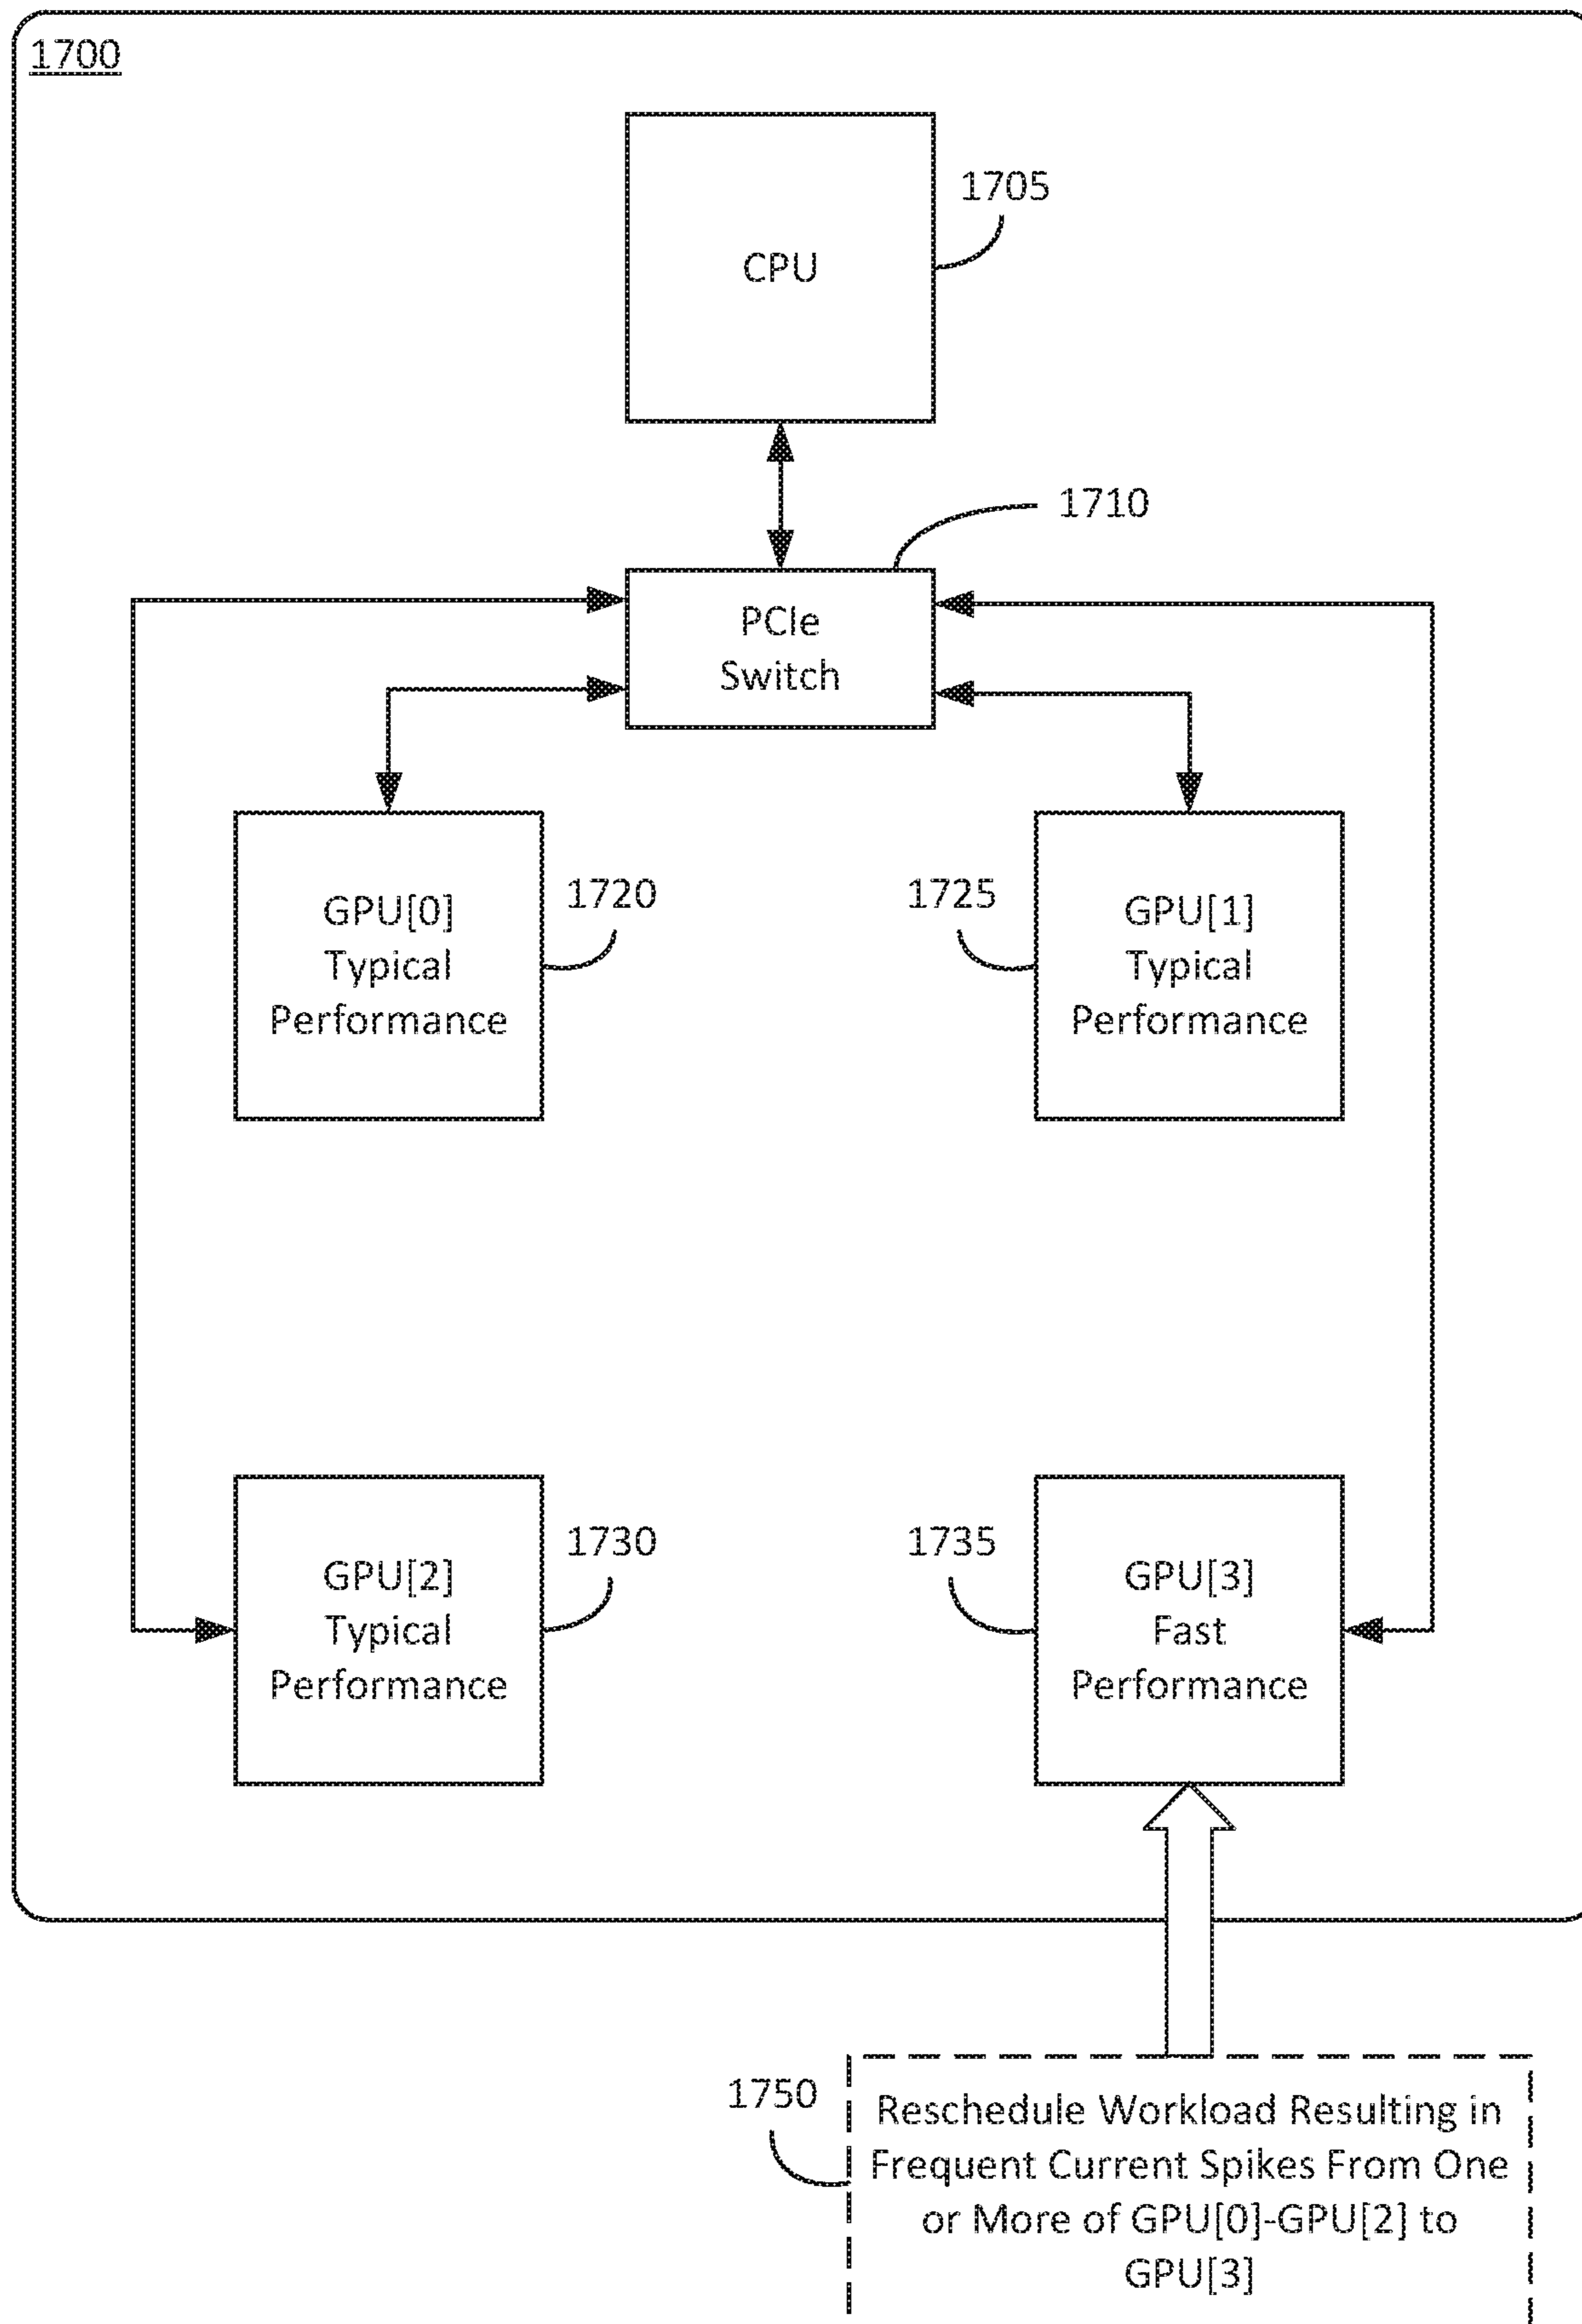 1700
CPU
1705
1710
PCIe
Switch
GPU[0]
Typical
Performance
1720
1725
GPU[1]
Typical
Performance
GPU[2]
Typical
Performance
1730
1735
GPU[3]
Fast
Performance
1750
Reschedule Workload Resulting in
Frequent Current Spikes From One
or More of GPU[0]-GPU[2] to
GPU[3]